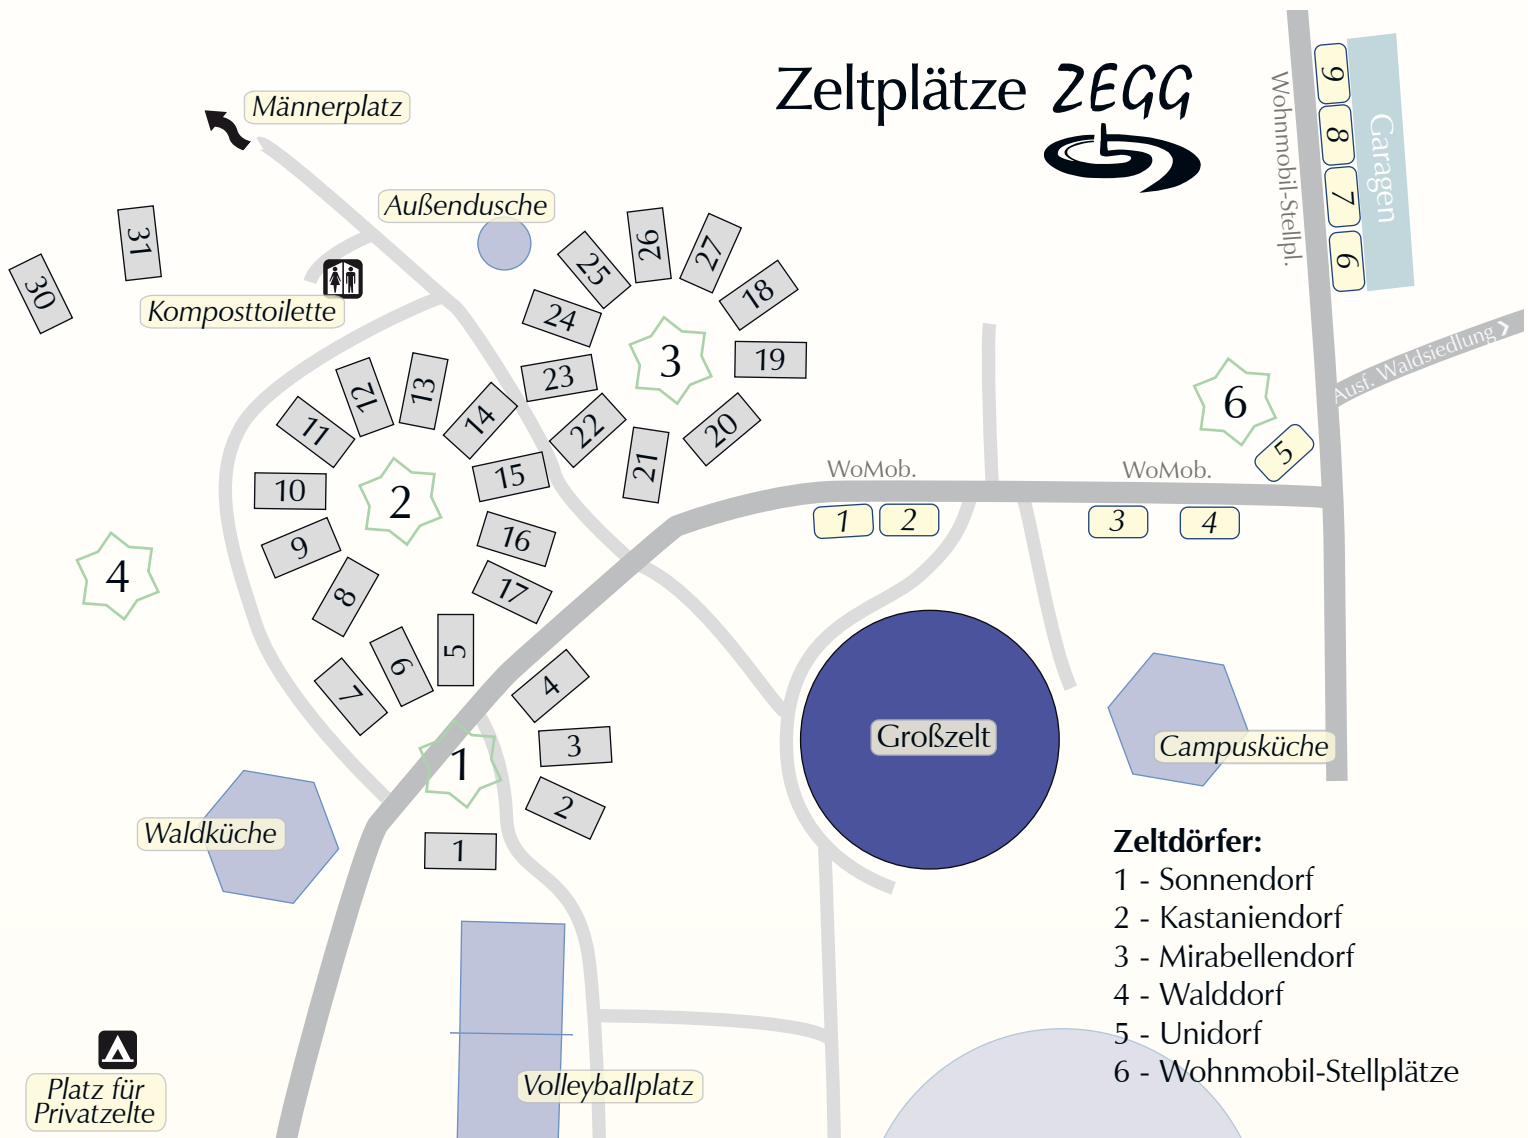 Zeltplätze ZEGG
Männerplatz
Außendusche
Komposttoilette
Wohnmobil-Stellpl.
Garagen
9
8
7
6
Ausf. Waldsiedlung ›
31
30
26
27
25
18
24
3
19
23
22
20
21
12
13
11
14
10
2
15
9
16
8
17
4
6
5
WoMob.
WoMob.
1
2
3
4
5
6
7
4
1
3
2
1
Großzelt
Campusküche
Waldküche
Volleyballplatz
Platz für
Privatzelte
Zeltdörfer:
1 - Sonnendorf
2 - Kastaniendorf
3 - Mirabellendorf
4 - Walddorf
5 - Unidorf
6 - Wohnmobil-Stellplätze